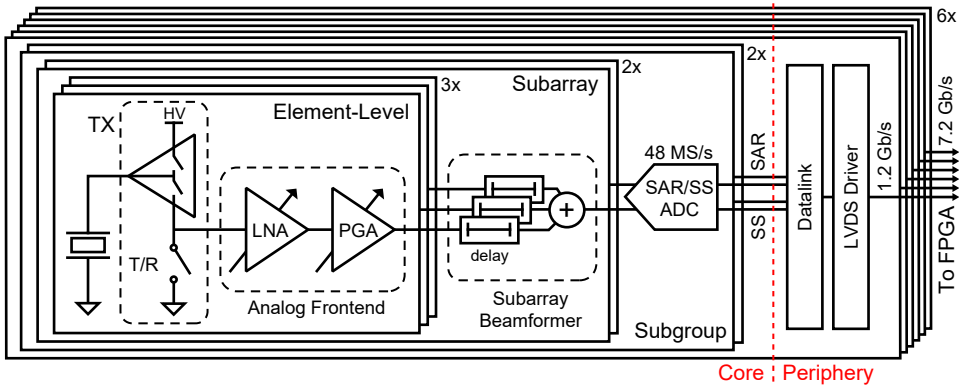 6x
2x
2x
3x
Subarray
Element-Level
TX
HV
T/R
LNA
PGA
Analog Frontend
delay
+
Subarray
Beamformer
48 MS/s
SAR/SS
ADC
SAR
SS
Subgroup
Datalink
LVDS Driver
1.2 Gb/s
7.2 Gb/s
To FPGA
Core
Periphery